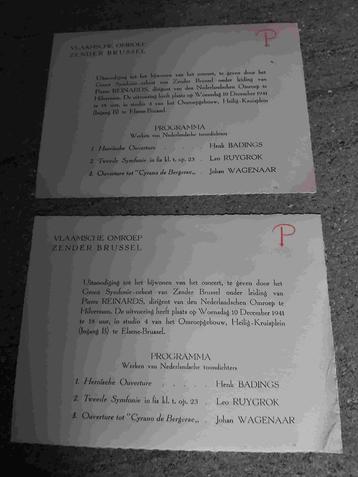 VLAAMSCHE OMROEP
ZENDER BRUSSEL
P
Uitnoodiging tot het bijwonen van het concert, te geven door het
Groot Symfonie-orkest van Zender Brussel onder leiding van
Pierre REINARDS, dirigent van den Nederlandschen Omroep te
Hilversum. De uitvoering heeft plaats op Woensdag 10 December 1941
te 18 uur, in studio 4 van het Omroepgebouw, Heilig-Kruisplein
(Ingang B) te Elsene-Brussel.
PROGRAMMA
Werken van Nederlandsche toondichters
1. Heroïsche Ouverture . . . . . Henk BADINGS
2. Tweede Symfonie in fis kl. t. op. 23 . Leo RUYGROK
3. Ouverture tot "Cyrano de Bergerac„ . Johan WAGENAAR
VLAAMSCHE OMROEP
ZENDER BRUSSEL
P
Uitnoodiging tot het bijwonen van het concert, te geven door het
Groot Symfonie-orkest van Zender Brussel onder leiding van
Pierre REINARDS, dirigent van den Nederlandschen Omroep te
Hilversum. De uitvoering heeft plaats op Woensdag 10 December 1941
te 18 uur, in studio 4 van het Omroepgebouw, Heilig-Kruisplein
(Ingang B) te Elsene-Brussel.
PROGRAMMA
Werken van Nederlandsche toondichters
1. Heroïsche Ouverture . . . . . Henk BADINGS
2. Tweede Symfonie in fis kl. t. op. 23 . Leo RUYGROK
3. Ouverture tot "Cyrano de Bergerac„ . Johan WAGENAAR